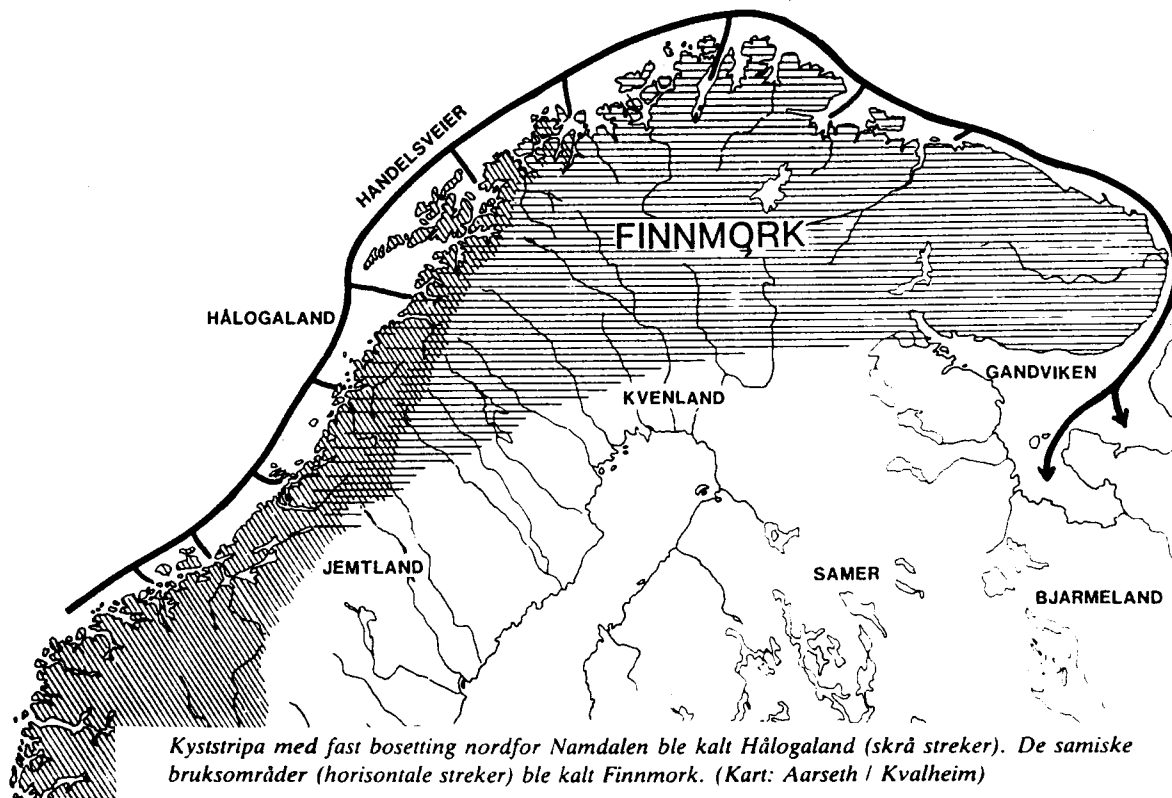 HANDELSVEIER
FINNMORK
HÅLOGALAND
GANDVIKEN
KVENLAND
JEMTLAND
SAMER
BJARMELAND
Kyststripa med fast bosetting nordfor Namdalen ble kalt Hålogaland (skrå streker). De samiske
bruksområder (horisontale streker) ble kalt Finnmork. (Kart: Aarseth / Kvalheim)